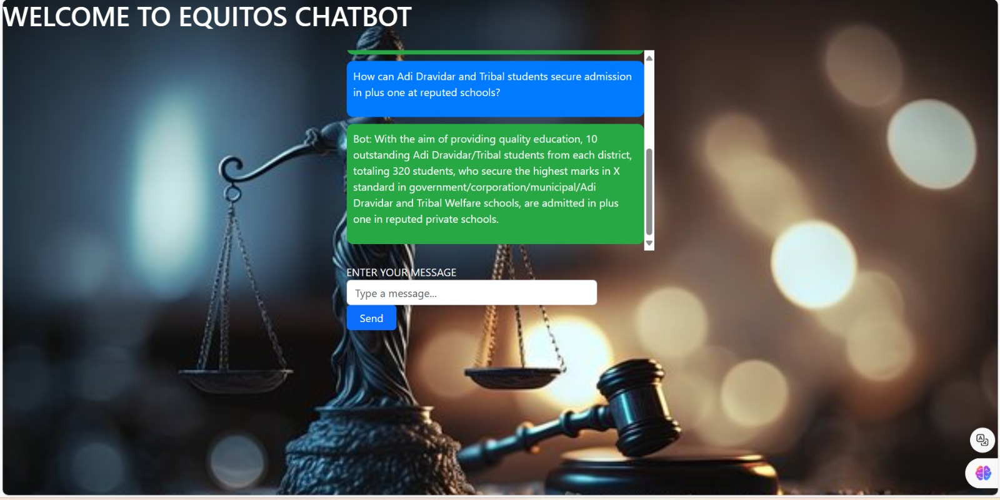 WELCOME TO EQUITOS CHATBOT
How can Adi Dravidar and Tribal students secure admission
in plus one at reputed schools?
Bot: With the aim of providing quality education, 10
outstanding Adi Dravidar/Tribal students from each district,
totaling 320 students, who secure the highest marks in X
standard in government/corporation/municipal/Adi
Dravidar and Tribal Welfare schools, are admitted in plus
one in reputed private schools.
ENTER YOUR MESSAGE
Type a message...
Send